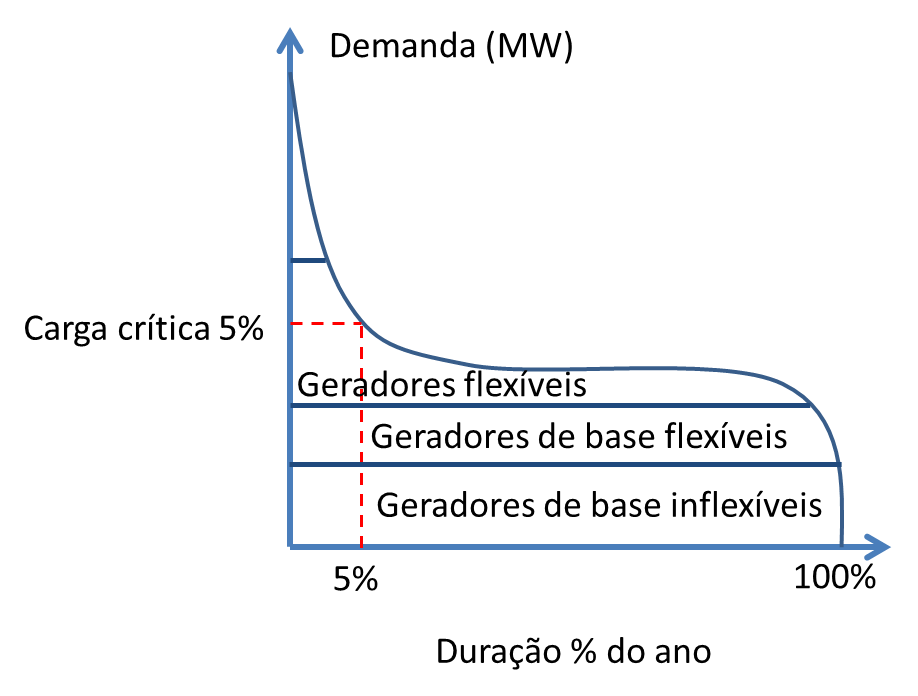 Demanda (MW)
Carga crítica 5%
Geradores flexíveis
Geradores de base flexíveis
Geradores de base inflexíveis
5%
100%
Duração % do ano